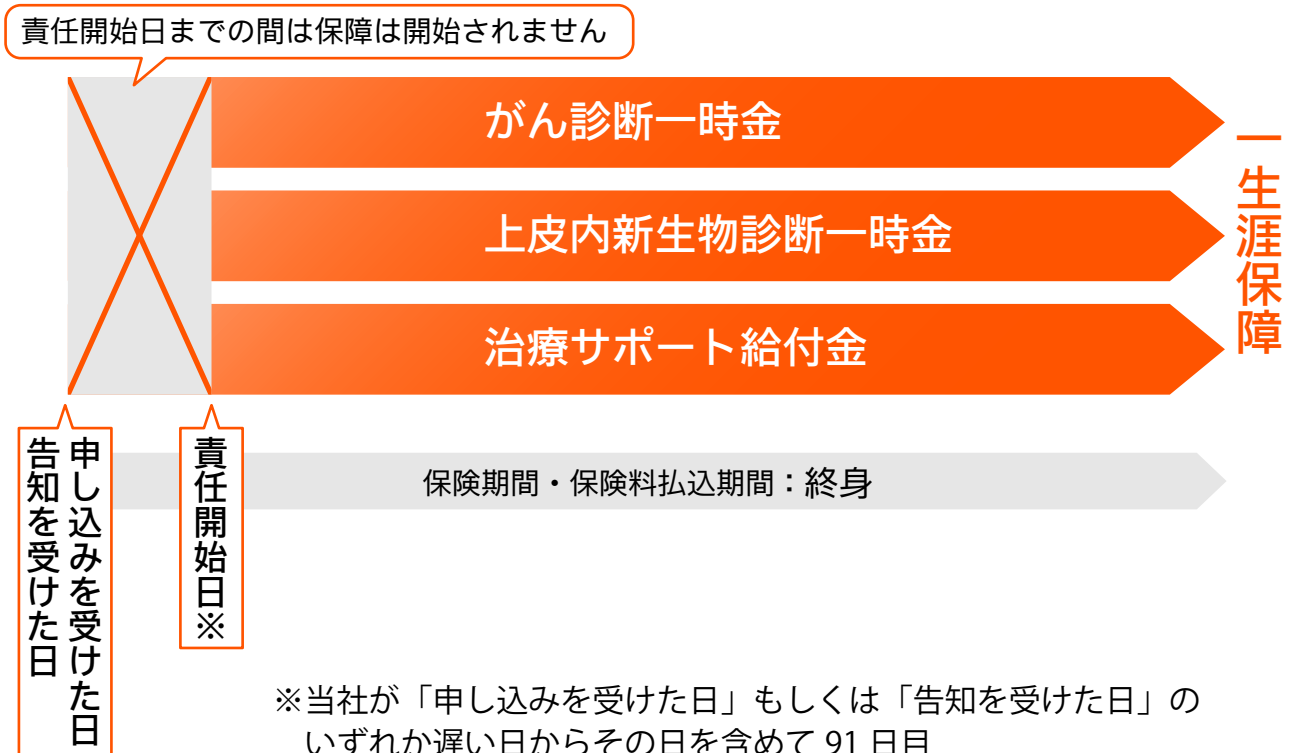 責任開始日までの間は保障は開始されません
がん診断一時金
上皮内新生物診断一時金
治療サポート給付金
一生涯保障
申し込みを受けた日
告知を受けた日
責任開始日※
保険期間・保険料払込期間：終身
※当社が「申し込みを受けた日」もしくは「告知を受けた日」の
いずれか遅い日からその日を含めて 91 日目